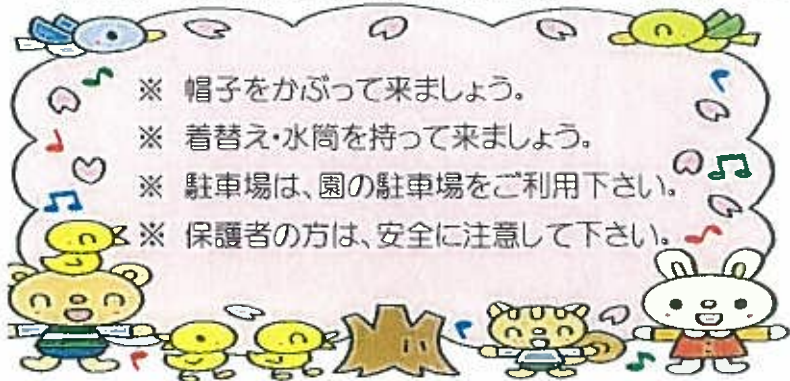 ※ 帽子をかぶって来ましょう。
※ 着替え・水筒を持って来ましょう。
※ 駐車場は、園の駐車場をご利用下さい。
※ 保護者の方は、安全に注意して下さい。